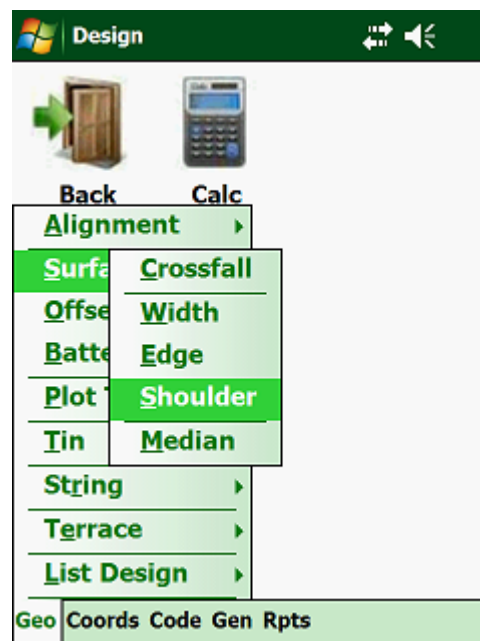 Design
Back Calc
Alignment
Surfa Crossfall
Offse Width
Batte Edge
Plot Shoulder
Tin Median
String
Terrace
List Design
Geo Coords Code Gen Rpts